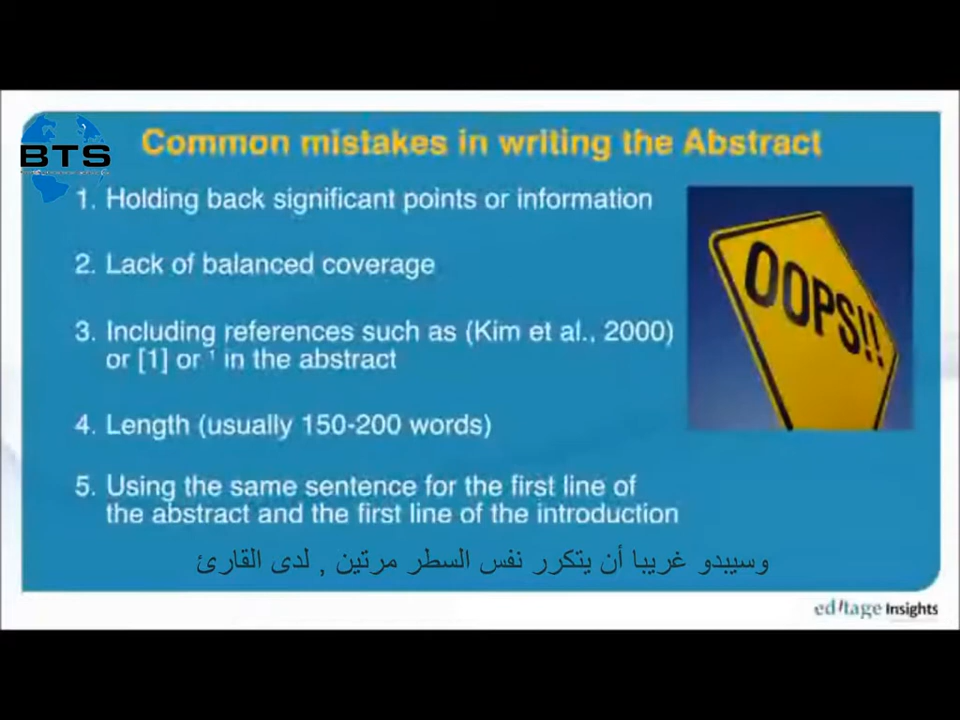 BTS
Common mistakes in writing the Abstract
1. Holding back significant points or information
2. Lack of balanced coverage
3. Including references such as (Kim et al., 2000)
or [1] or ¹ in the abstract
4. Length (usually 150-200 words)
5. Using the same sentence for the first line of
the abstract and the first line of the introduction
OOPS!!
وسيبدو غريبا أن يتكرر نفس السطر مرتين , لدى القارئ
editage Insights